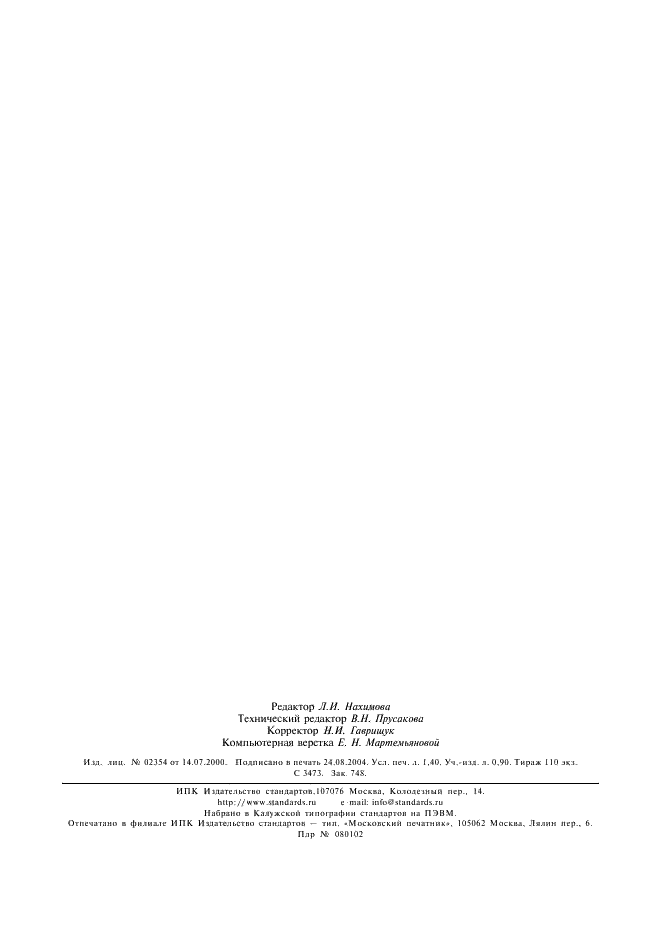 Редактор Л.И. Нахимова
Технический редактор В.Н. Прусакова
Корректор Н.И. Гаврищук
Компьютерная верстка Е. Н. Мартемьяновой
Изд. лиц. № 02354 от 14.07.2000. Подписано в печать 24.08.2004. Усл. печ. л. 1,40. Уч.-изд. л. 0,90. Тираж 110 экз.
С 3473. Зак. 748.
ИПК Издательство стандартов,107076 Москва, Колодезный пер., 14.
http://www.standards.ru e-mail: info@standards.ru
Набрано в Калужской типографии стандартов на ПЭВМ.
Отпечатано в филиале ИПК Издательство стандартов — тип. «Московский печатник», 105062 Москва, Лялин пер., 6.
Плр № 080102